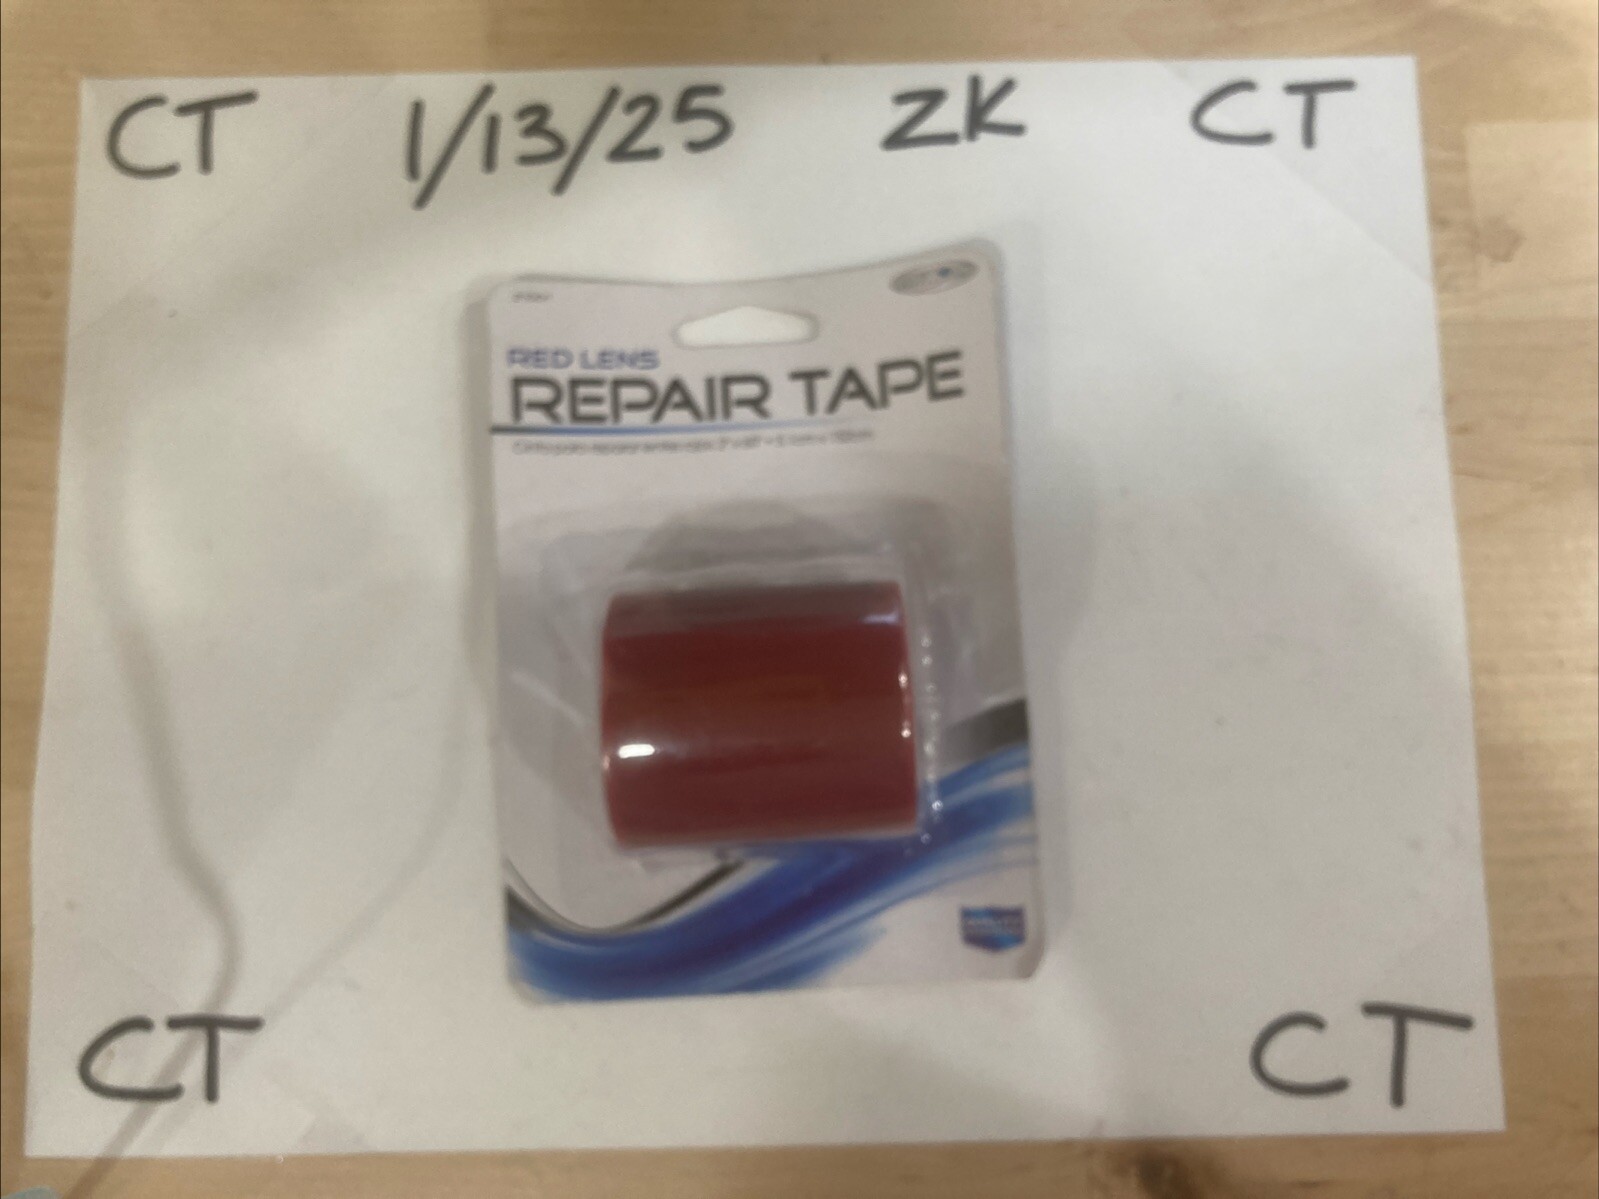 CT 1/13/25 ZK CT
RED LENS
REPAIR TAPE
CT CT